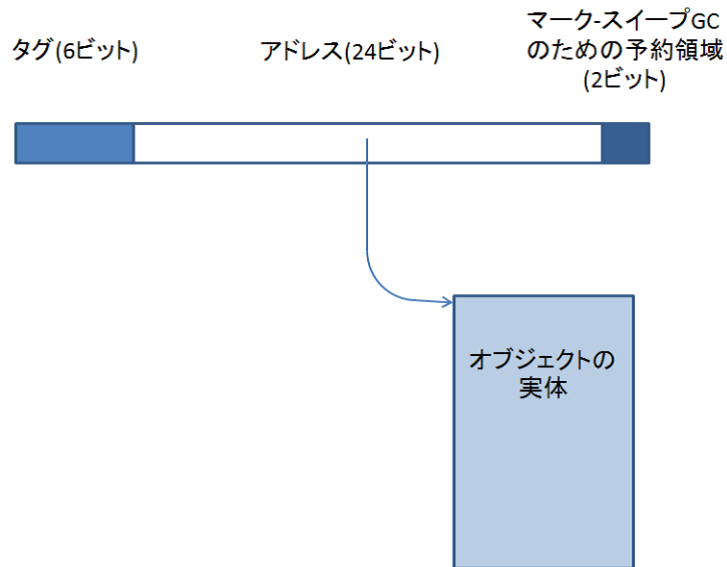 タグ(6ビット)
アドレス(24ビット)
マーク-スイープGC
のための予約領域
(2ビット)
オブジェクトの
実体